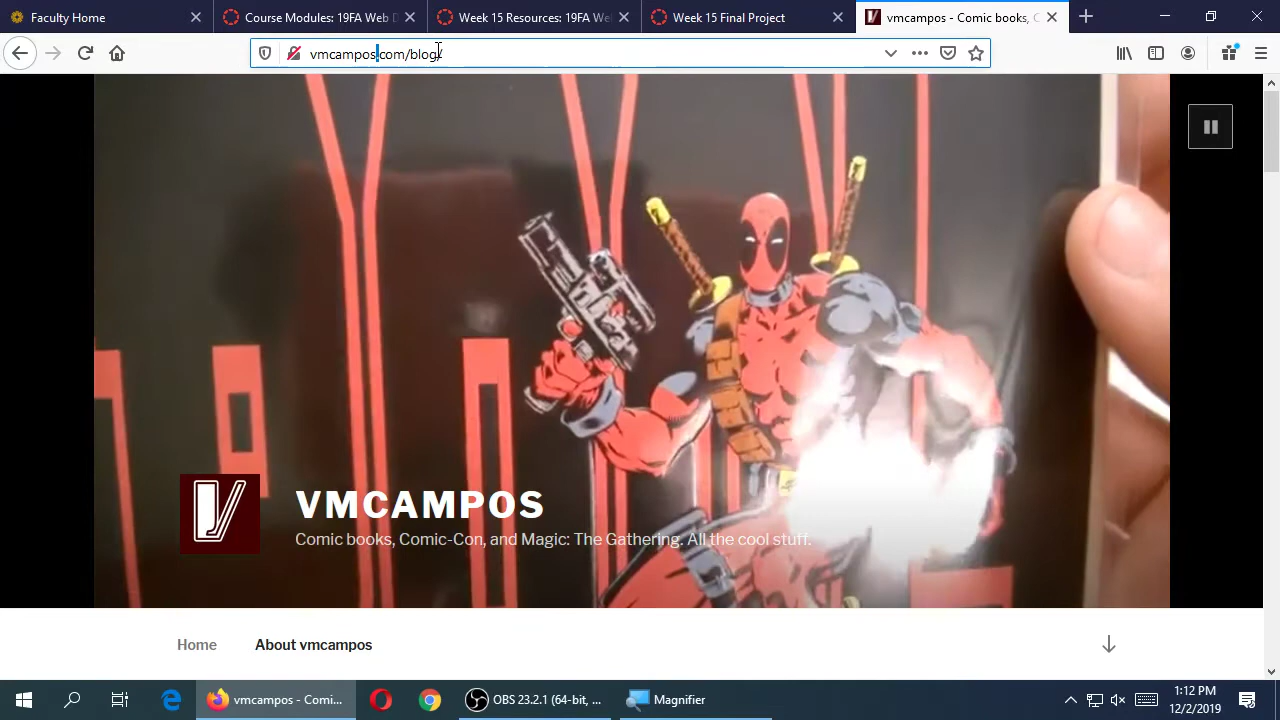 Faculty Home
Course Modules: 19FA Web D
Week 15 Resources: 19FA We
Week 15 Final Project
vmcampos - Comic books, C
vmcampos.com/blog/
VMCAMPOS
Comic books, Comic-Con, and Magic: The Gathering. All the cool stuff.
Home
About vmcampos
vmcampos - Comi...
OBS 23.2.1 (64-bit, ...
Magnifier
1:12 PM
12/2/2019